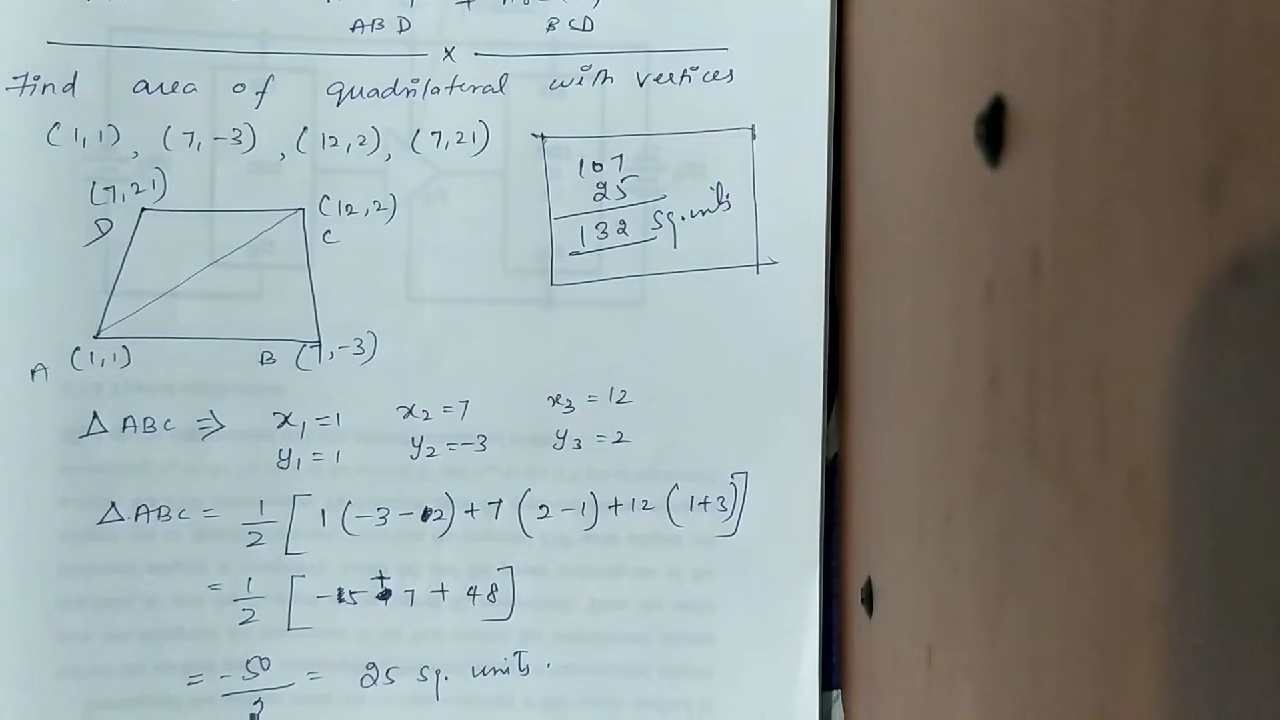 ABD BCD
x
Find area of quadrilateral with vertices
(1,1), (7,-3), (12,2), (7,21)
107
25
132 Sq.units
(7,21)
D
(12,2)
C
A (1,1) B (7,-3)
Δ ABC ⇒ x₁=1 x₂=7 x₃=12
y₁=1 y₂=-3 y₃=2
Δ ABC = 1/2 [1(-3-2)+7(2-1)+12(1+3)]
= 1/2 [-5+7+48]
= -50/2 = 25 sq. units.